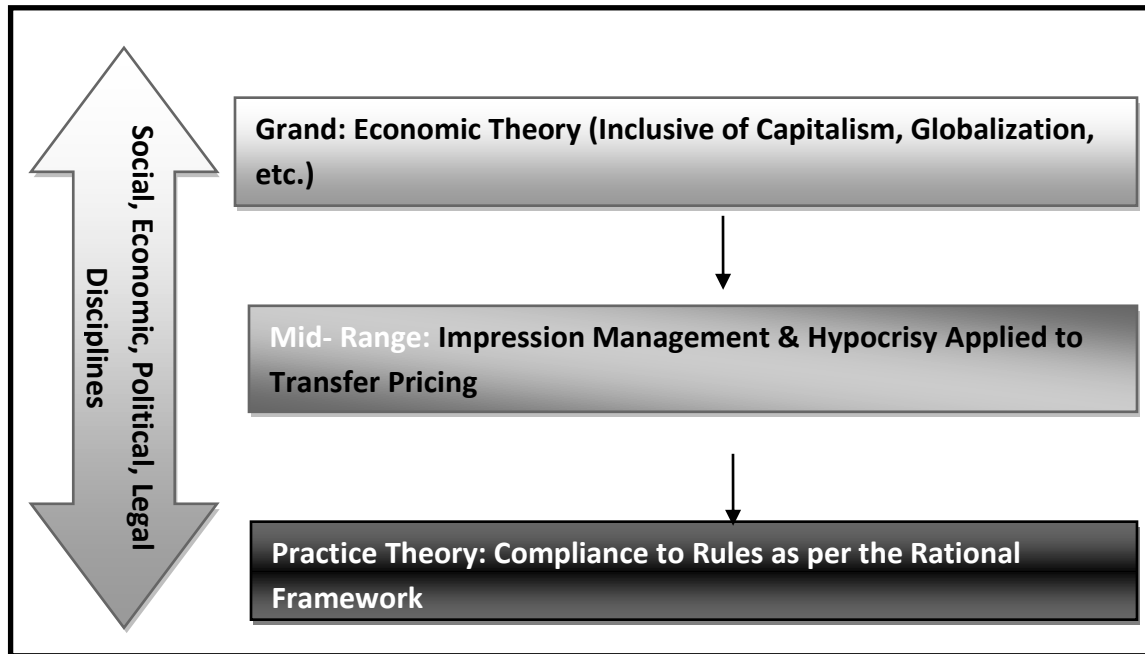 Social, Economic, Political, Legal
Disciplines
Grand: Economic Theory (Inclusive of Capitalism, Globalization,
etc.)
Mid- Range: Impression Management & Hypocrisy Applied to
Transfer Pricing
Practice Theory: Compliance to Rules as per the Rational
Framework